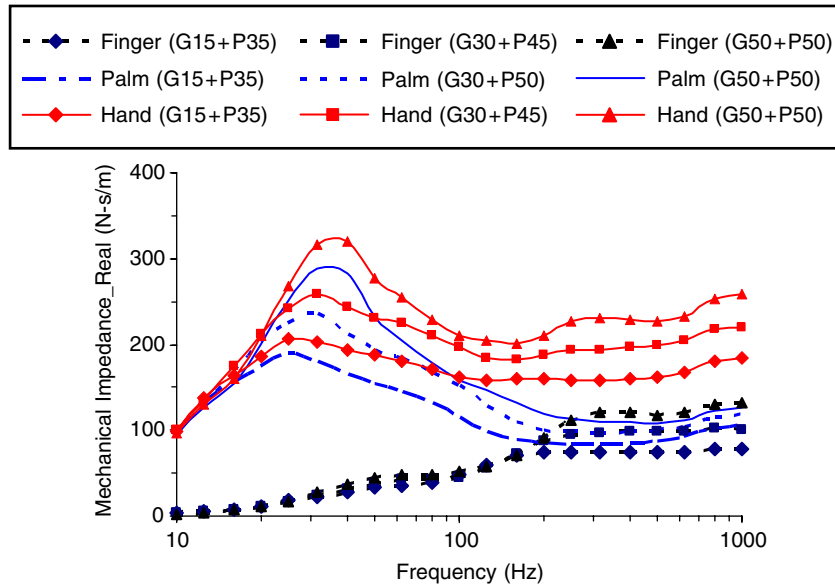 Finger (G15+P35) Finger (G30+P45) Finger (G50+P50)
Palm (G15+P35) Palm (G30+P50) Palm (G50+P50)
Hand (G15+P35) Hand (G30+P45) Hand (G50+P50)
Mechanical Impedance_Real (N-s/m)
400
300
200
100
0
10 100 1000
Frequency (Hz)